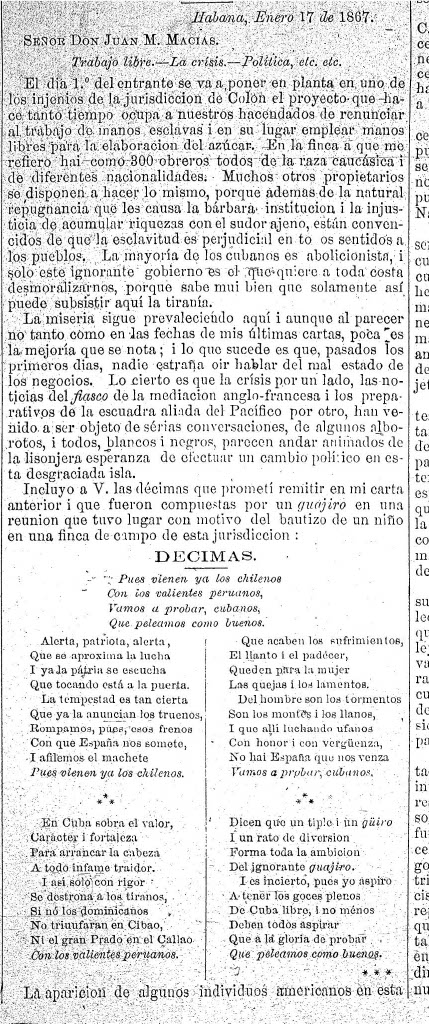 Habana, Enero 17 de 1867.
SEÑOR DON JUAN M. MACIAS.
Trabajo libre.—La crisis.—Politica, etc. etc.
El dia 1.º del entrante se va a poner en planta en uno de
los injenios de la jurisdiccion de Colon el proyecto que ha-
ce tanto tiempo ocupa a nuestros hacendados de renunciar
al trabajo de manos esclavas i en su lugar emplear manos
libres para la elaboracion del azúcar. En la finca a que me
refiero hai como 300 obreros todos de la raza caucásica i
de diferentes nacionalidades. Muchos otros propietarios
se disponen a hacer lo mismo, porque ademas de la natural
repugnancia que les causa la bárbara institucion i la injus-
ticia de acumular riquezas con el sudor ajeno, están conven-
cidos de que la esclavitud es perjudicial en to os sentidos a
los pueblos. La mayoría de los cubanos es abolicionista, i
solo este ignorante gobierno es el que quiere a toda costa
desmoralizarnos, porque sabe mui bien que solamente así
puede subsistir aquí la tiranía.
La miseria sigue prevaleciendo aquí i aunque al parecer
no tanto como en las fechas de mis últimas cartas, poca es
la mejoría que se nota; i lo que sucede es que, pasados los
primeros dias, nadie estraña oir hablar del mal estado de
los negocios. Lo cierto es que la crísis por un lado, las no-
ticias del fiasco de la mediacion anglo-francesa i los prepa-
rativos de la escuadra aliada del Pacífico por otro, han ve-
nido a ser objeto de sérias conversaciones, de algunos albo-
rotos, i todos, blancos i negros, parecen andar animados de
la lisonjera esperanza de efectuar un cambio político en es-
ta desgraciada isla.
Incluyo a V. las décimas que prometí remitir en mi carta
anterior i que fueron compuestas por un guajiro en una
reunion que tuvo lugar con motivo del bautizo de un niño
en una finca de campo de esta jurisdiccion:
DECIMAS.
Pues vienen ya los chilenos
Con los valientes peruanos,
Vamos a probar, cubanos,
Que peleamos como buenos.
Alerta, patriota, alerta,
Que se aproxima la lucha
I ya la pátria se escucha
Que tocando está a la puerta.
La tempestad es tan cierta
Que ya la anuncian los truenos,
Rompamos, pues, esos frenos
Con que España nos somete,
I afilemos el machete
Pues vienen ya los chilenos.
***
En Cuba sobra el valor,
Carácter i fortaleza
Para arrancar la cabeza
A todo infame traidor.
I asi solo con rigor
Se destrona a los tiranos,
Si nó los dominicanos
No triunfaran en Cibao,
Ni el gran Prado en el Callao
Con los valientes peruanos.
Que acaben los sufrimientos,
El llanto i el padecer,
Queden para la mujer
Las quejas i los lamentos.
Del hombre son los tormentos
Son los montes i los llanos,
I que allí luchando ufanos
Con honor i con vergüenza,
No hai España que nos venza
Vamos a probar, cubanos.
***
Dicen que un tiple i un güiro
I un rato de diversion
Forma toda la ambicion
Del ignorante guajiro.
I es incierto, pues yo aspiro
A tener los goces plenos
De Cuba libre, i no ménos
Deben todos aspirar
Que a la gloria de probar
Que peleamos como buenos.
***
La aparicion de algunos individuos americanos en esta